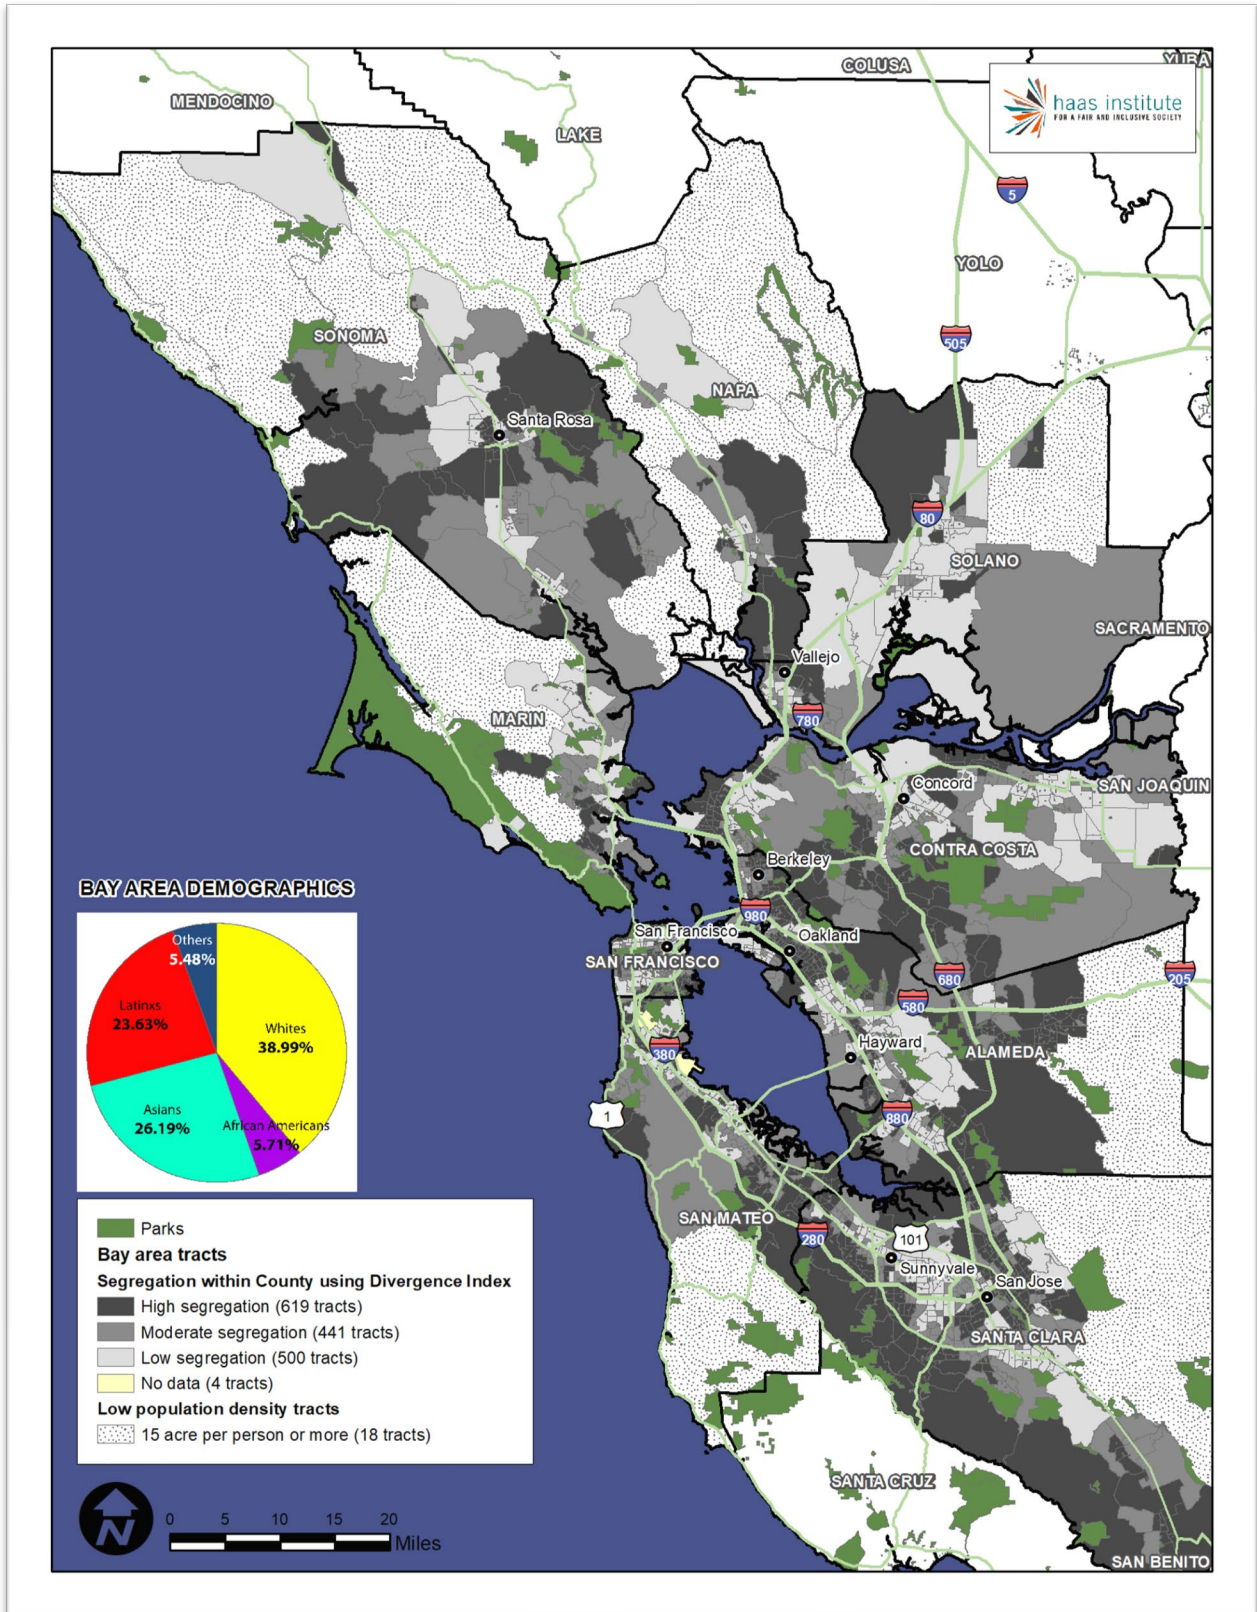 COLUSA
YUBA
haas institute
FOR A FAIR AND INCLUSIVE SOCIETY
MENDOCINO
LAKE
5
YOLO
SONOMA
505
NAPA
Santa Rosa
80
SOLANO
SACRAMENTO
Vallejo
MARIN
780
Concord
SAN JOAQUIN
CONTRA COSTA
Berkeley
BAY AREA DEMOGRAPHICS
980
San Francisco
Oakland
SAN FRANCISCO
680
205
580
Others
5.48%
Latinxs
23.63%
Whites
38.99%
Asians
26.19%
African Americans
5.71%
380
Hayward
ALAMEDA
1
880
SAN MATEO
280
101
Sunnyvale
San Jose
SANTA CLARA
Parks
Bay area tracts
Segregation within County using Divergence Index
High segregation (619 tracts)
Moderate segregation (441 tracts)
Low segregation (500 tracts)
No data (4 tracts)
Low population density tracts
15 acre per person or more (18 tracts)
SANTA CRUZ
N
0 5 10 15 20
Miles
SAN BENITO